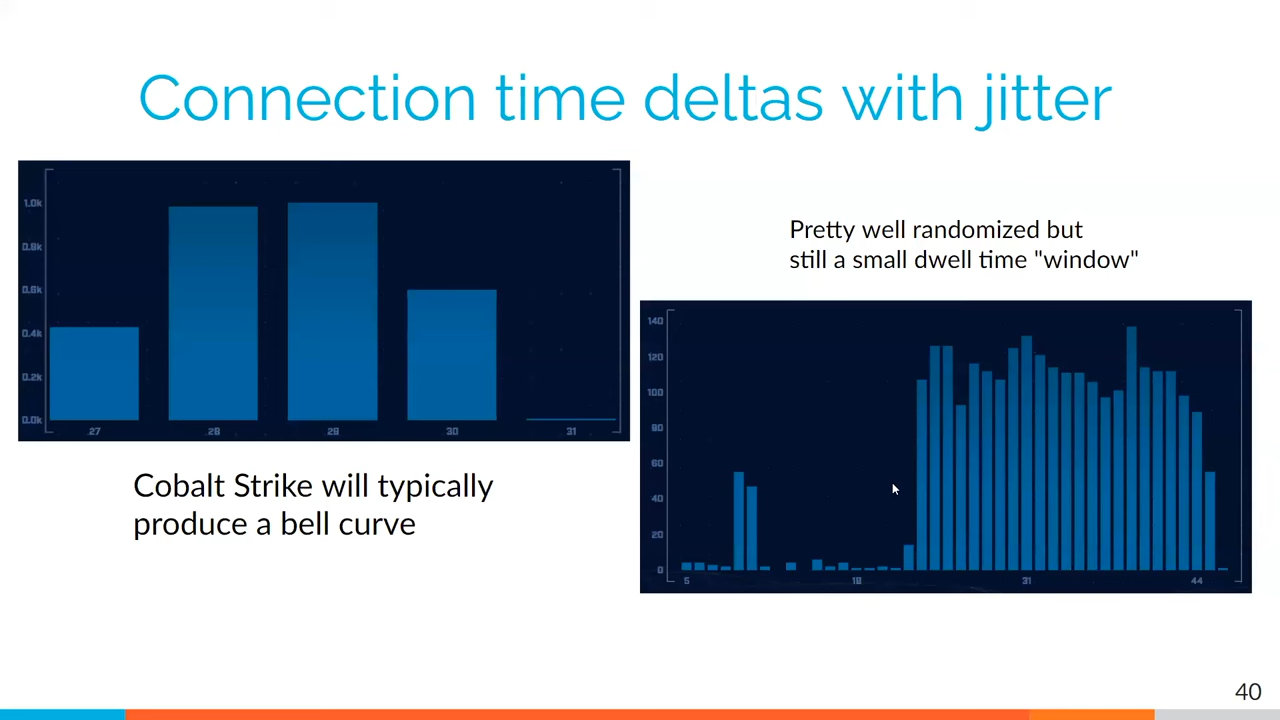 Connection time deltas with jitter
1.0k
0.8k
0.6k
0.4k
0.2k
0.0k
27
28
29
30
31
Cobalt Strike will typically
produce a bell curve
Pretty well randomized but
still a small dwell time "window"
140
120
100
80
60
40
20
0
5
18
31
44
40